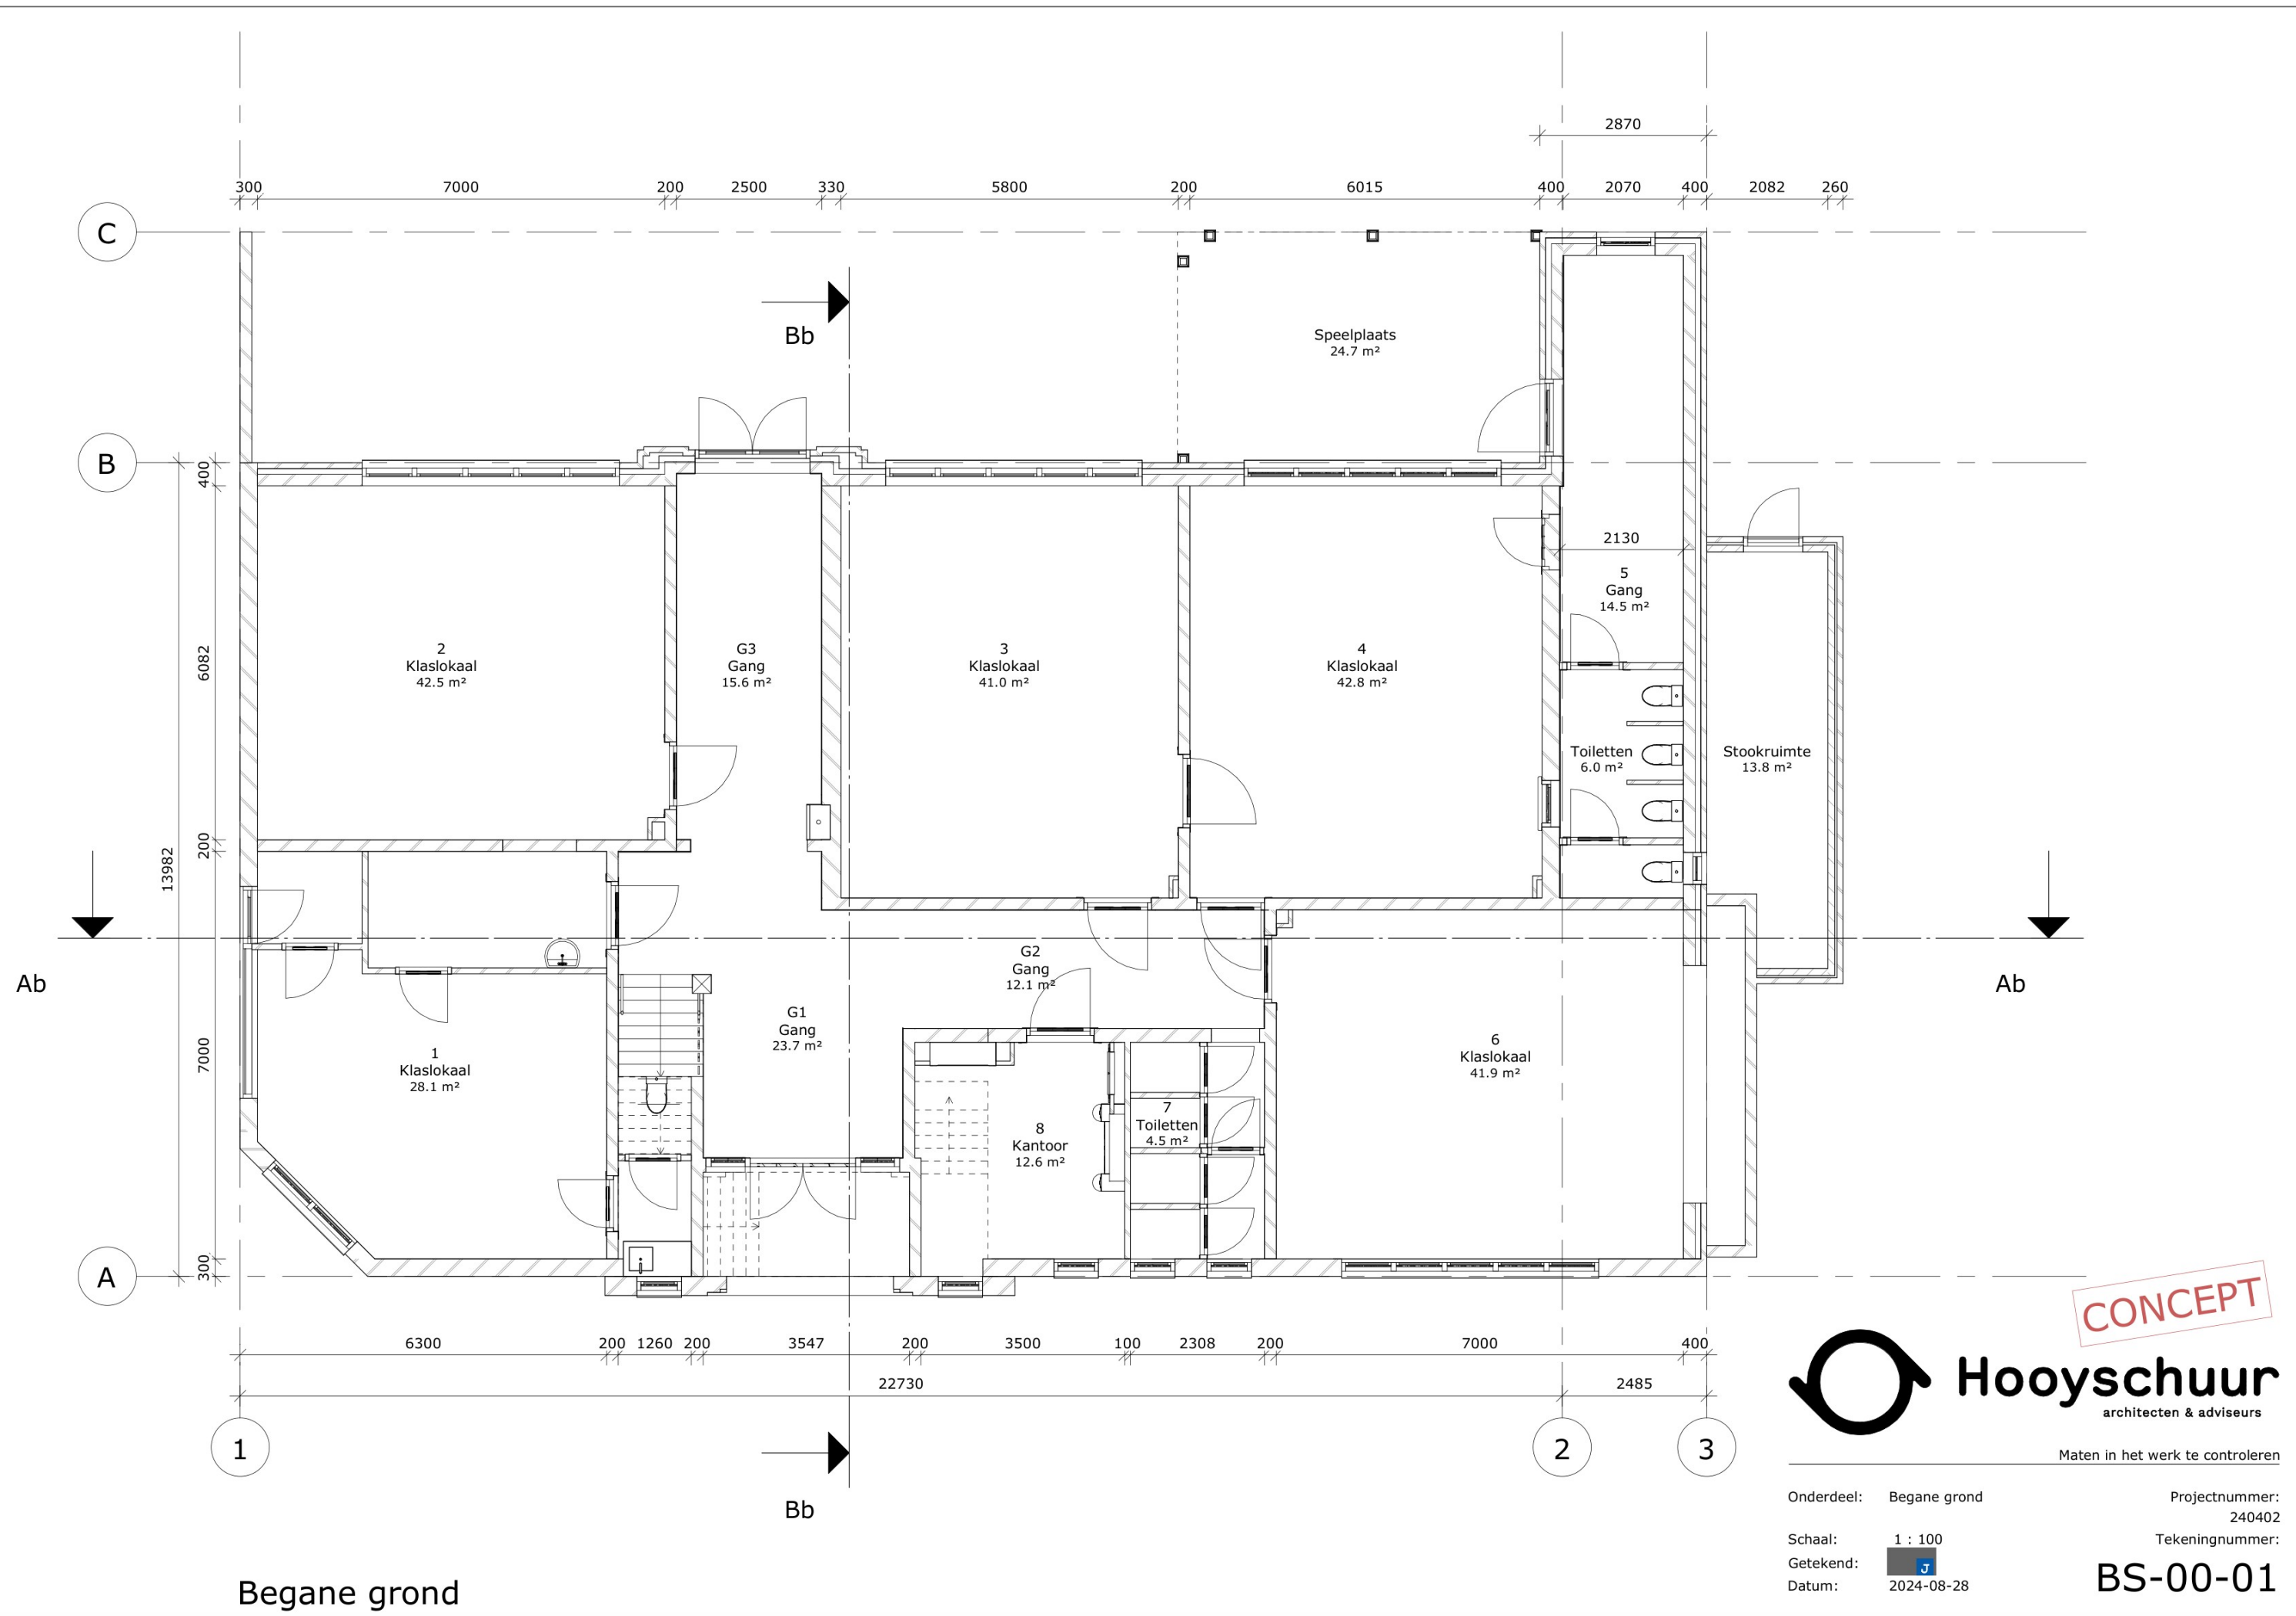 2870
300 7000 200 2500 330 5800 200 6015 400 2070 400 2082 260
C
Bb
Speelplaats
24.7 m²
B
400
6082
200
13982
7000
300
A
2130
5
Gang
14.5 m²
2
Klaslokaal
42.5 m²
G3
Gang
15.6 m²
3
Klaslokaal
41.0 m²
4
Klaslokaal
42.8 m²
Toiletten
6.0 m²
Stookruimte
13.8 m²
Ab
Ab
G2
Gang
12.1 m²
G1
Gang
23.7 m²
1
Klaslokaal
28.1 m²
6
Klaslokaal
41.9 m²
7
Toiletten
4.5 m²
8
Kantoor
12.6 m²
6300 200 1260 200 3547 200 3500 100 2308 200 7000 400
22730 2485
1
2
3
Bb
CONCEPT
Hooyschuur
architecten & adviseurs
Maten in het werk te controleren
Onderdeel: Begane grond
Projectnummer:
240402
Schaal: 1 : 100
Tekeningnummer:
Getekend: J
BS-00-01
Datum: 2024-08-28
Begane grond